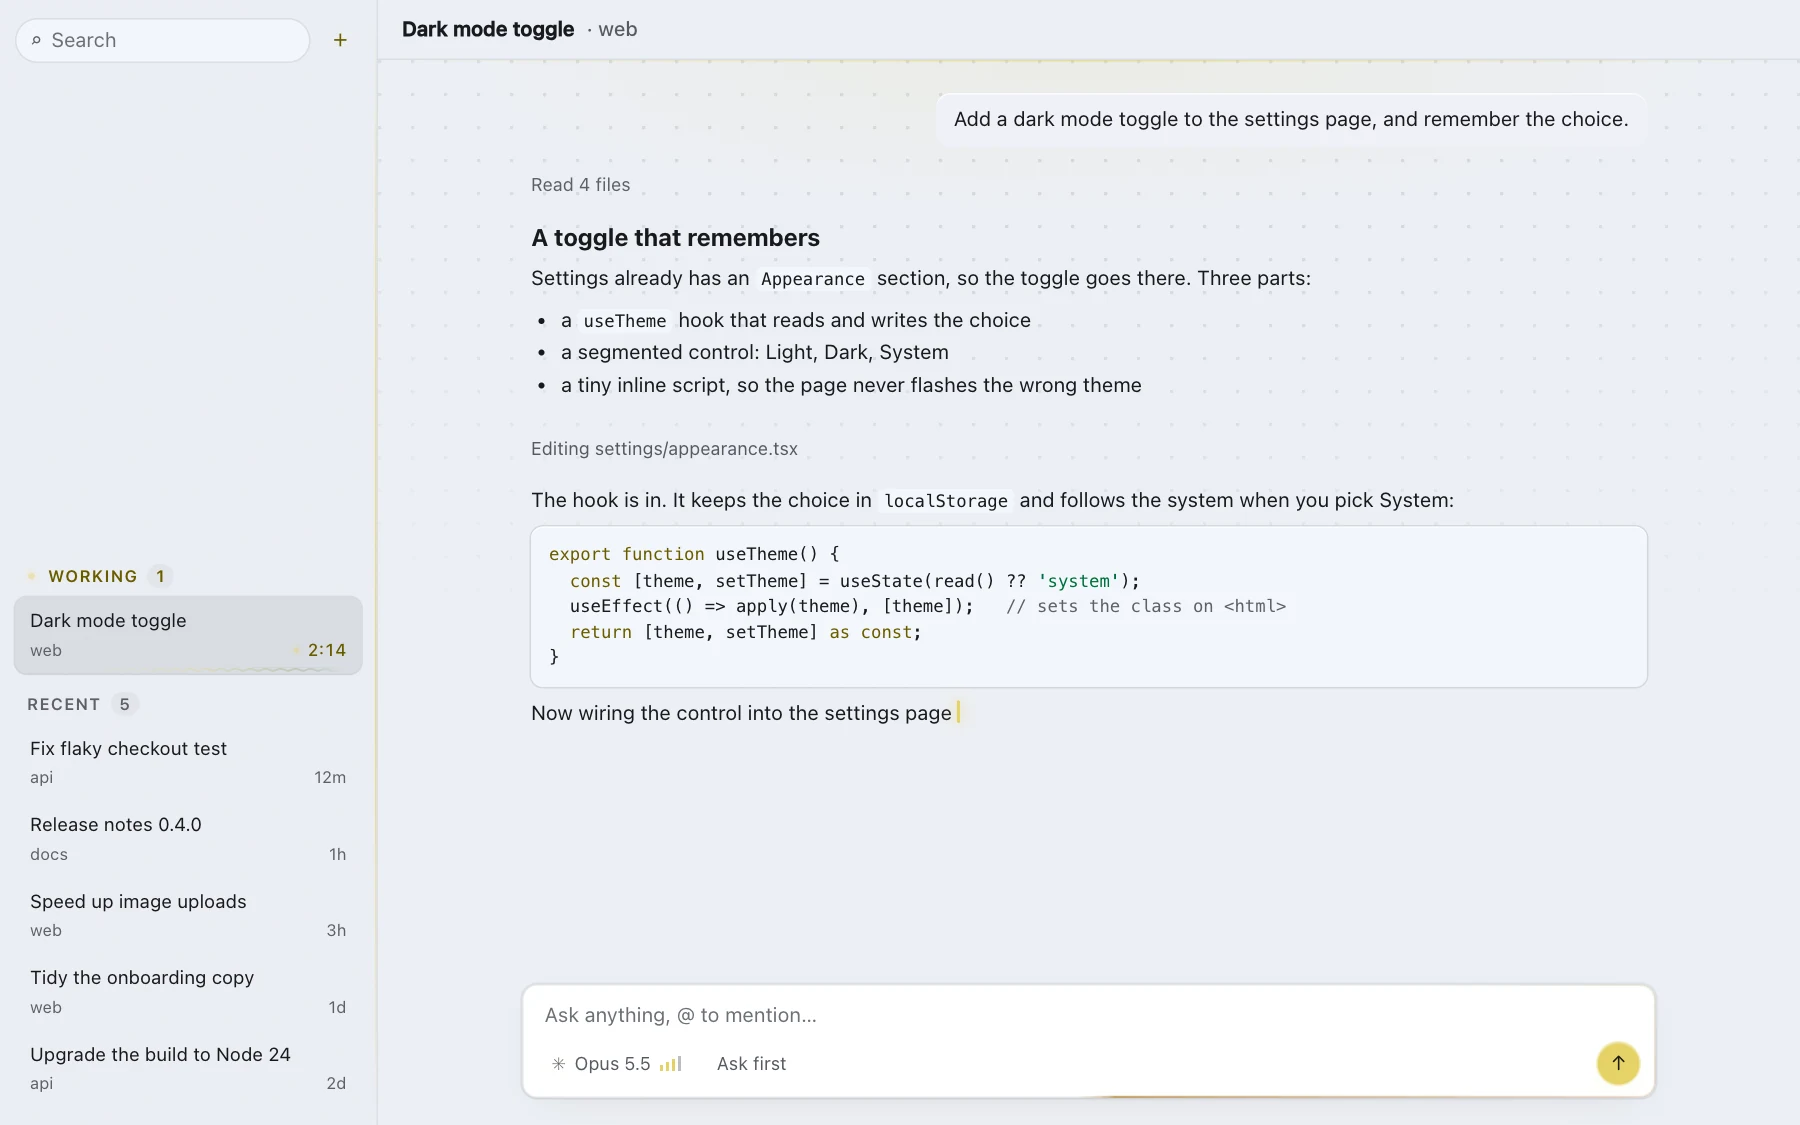 Search
+
Dark mode toggle · web
Add a dark mode toggle to the settings page, and remember the choice.
Read 4 files
A toggle that remembers
Settings already has an Appearance section, so the toggle goes there. Three parts:
• a useTheme hook that reads and writes the choice
• a segmented control: Light, Dark, System
• a tiny inline script, so the page never flashes the wrong theme
Editing settings/appearance.tsx
The hook is in. It keeps the choice in localStorage and follows the system when you pick System:
export function useTheme() {
  const [theme, setTheme] = useState(read() ?? 'system');
  useEffect(() => apply(theme), [theme]);   // sets the class on <html>
  return [theme, setTheme] as const;
}
Now wiring the control into the settings page
WORKING 1
Dark mode toggle
web 2:14
RECENT 5
Fix flaky checkout test
api 12m
Release notes 0.4.0
docs 1h
Speed up image uploads
web 3h
Tidy the onboarding copy
web 1d
Upgrade the build to Node 24
api 2d
Ask anything, @ to mention...
Opus 5.5 Ask first